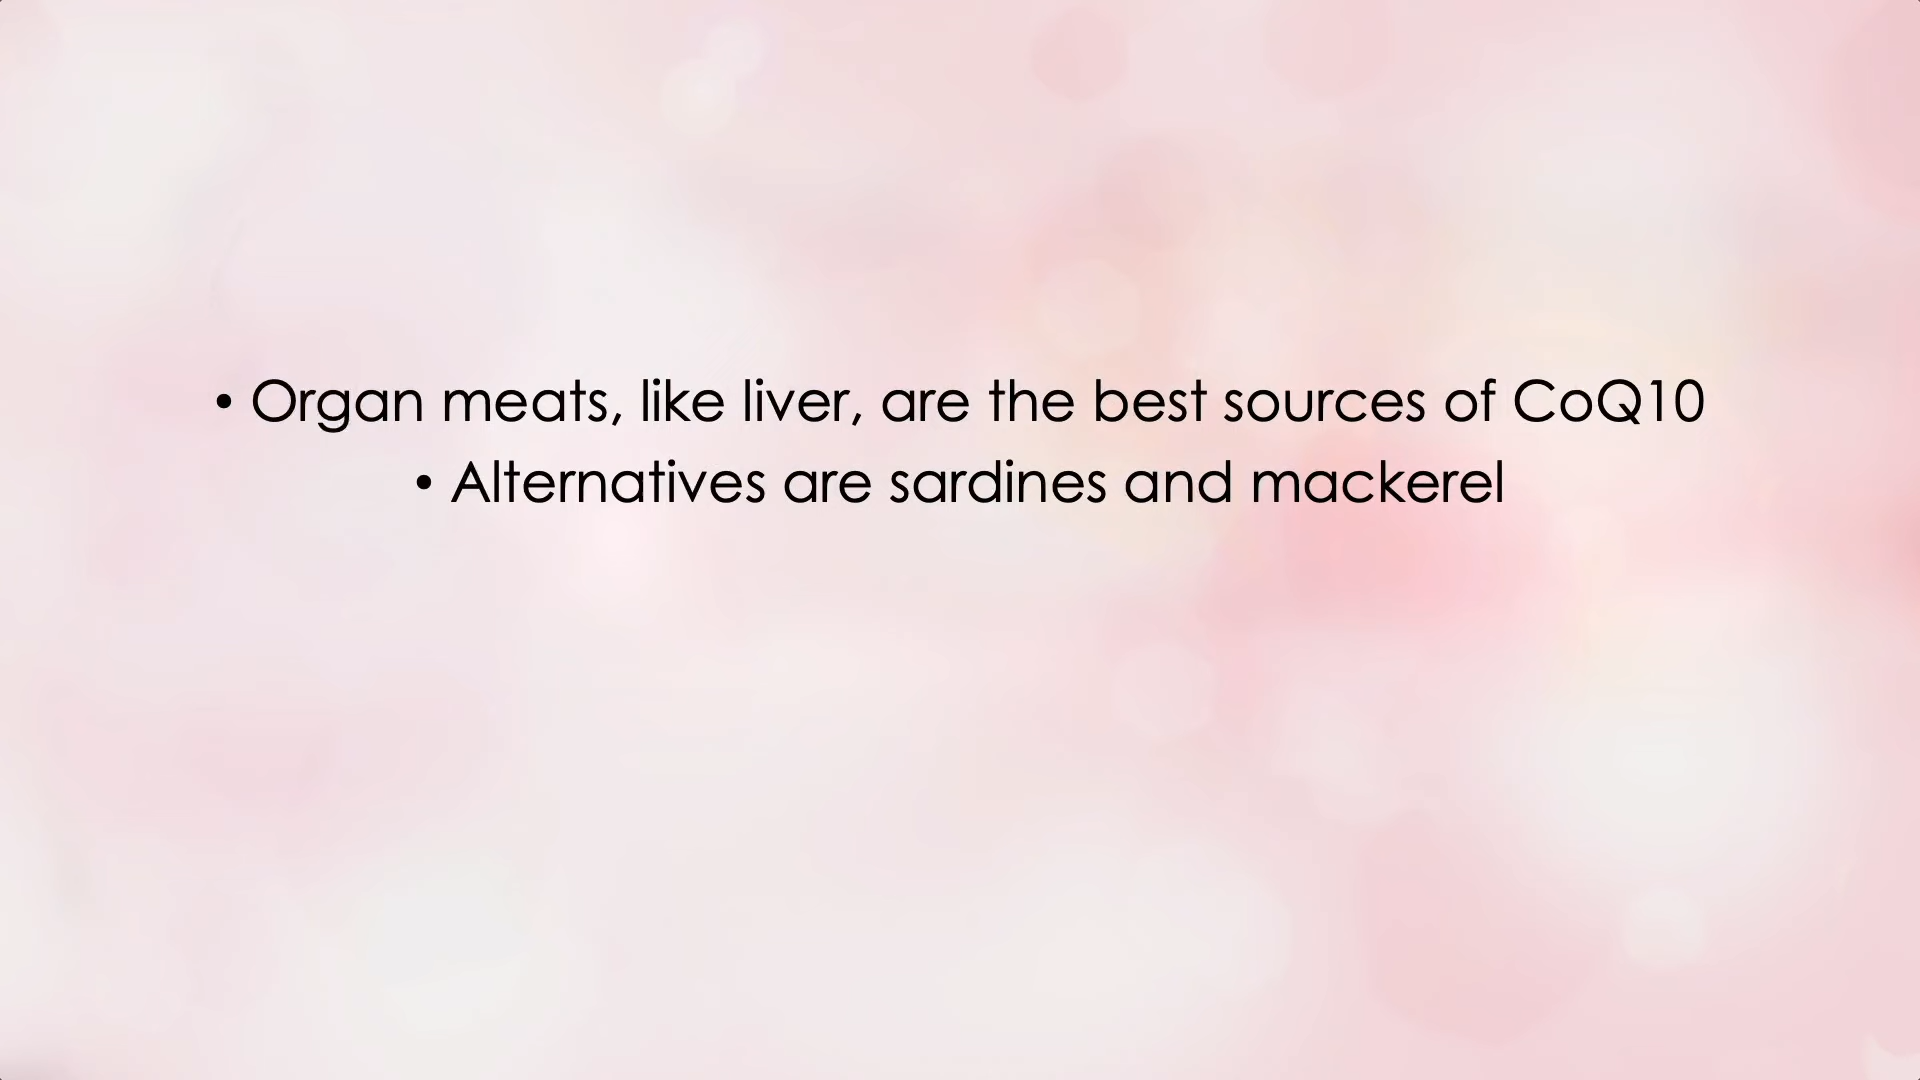 • Organ meats, like liver, are the best sources of CoQ10
• Alternatives are sardines and mackerel